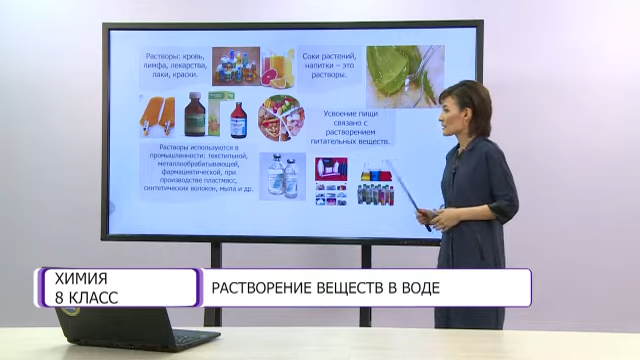 Растворы: кровь,
лимфа, лекарства,
лаки, краски.
Соки растений,
напитки – это
растворы.
Усвоение пищи
связано с
растворением
питательных веществ.
Растворы используются в
промышленности: текстильной,
металлообрабатывающей,
фармацевтической, при
производстве пластмасс,
синтетических волокон, мыла и др.
ХИМИЯ
8 КЛАСС
РАСТВОРЕНИЕ ВЕЩЕСТВ В ВОДЕ